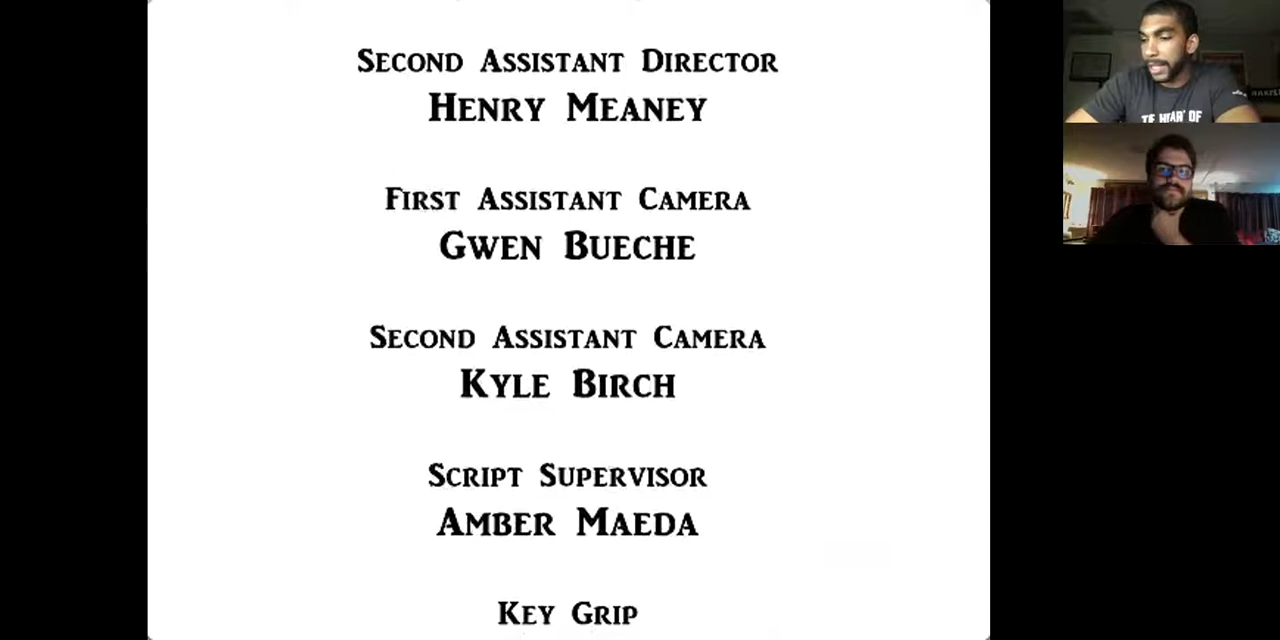 SECOND ASSISTANT DIRECTOR
HENRY MEANEY
FIRST ASSISTANT CAMERA
GWEN BUECHE
SECOND ASSISTANT CAMERA
KYLE BIRCH
SCRIPT SUPERVISOR
AMBER MAEDA
KEY GRIP